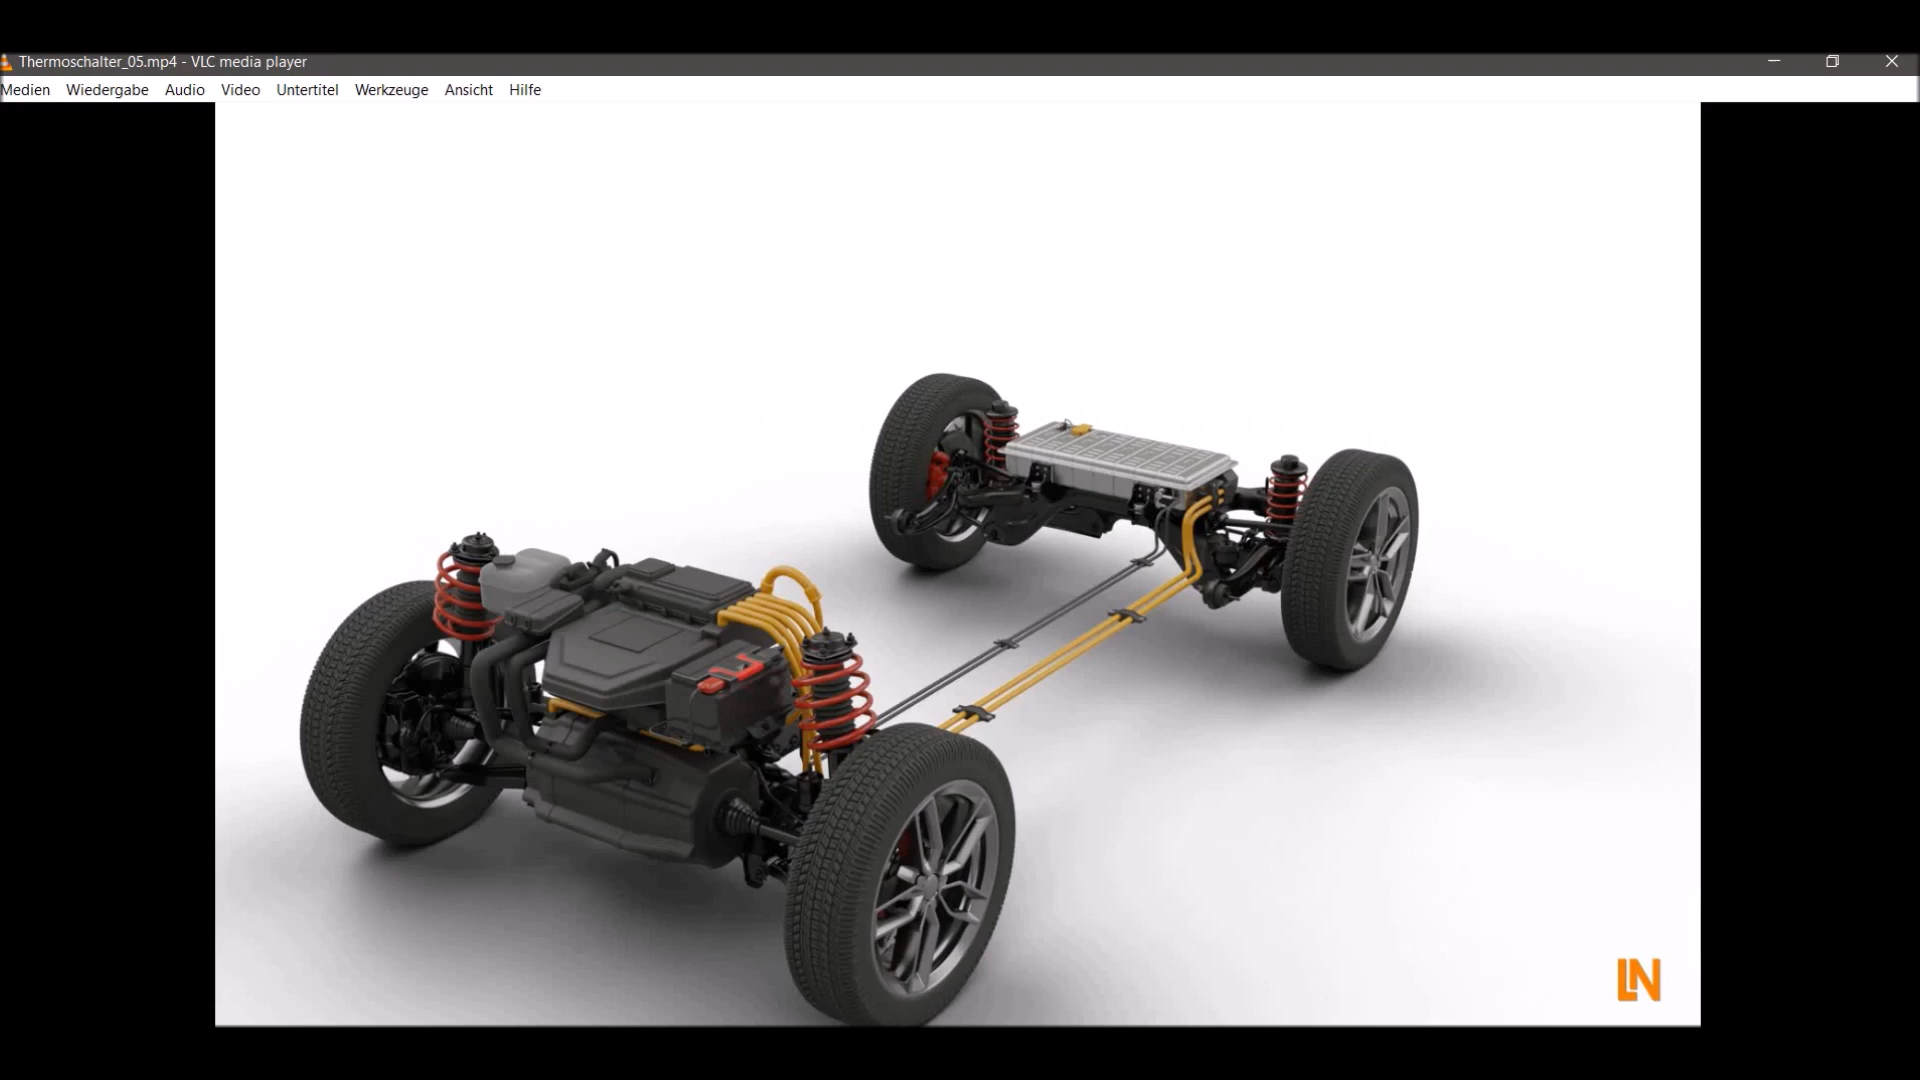 Thermoschalter_05.mp4 - VLC media player
Medien Wiedergabe Audio Video Untertitel Werkzeuge Ansicht Hilfe
LN